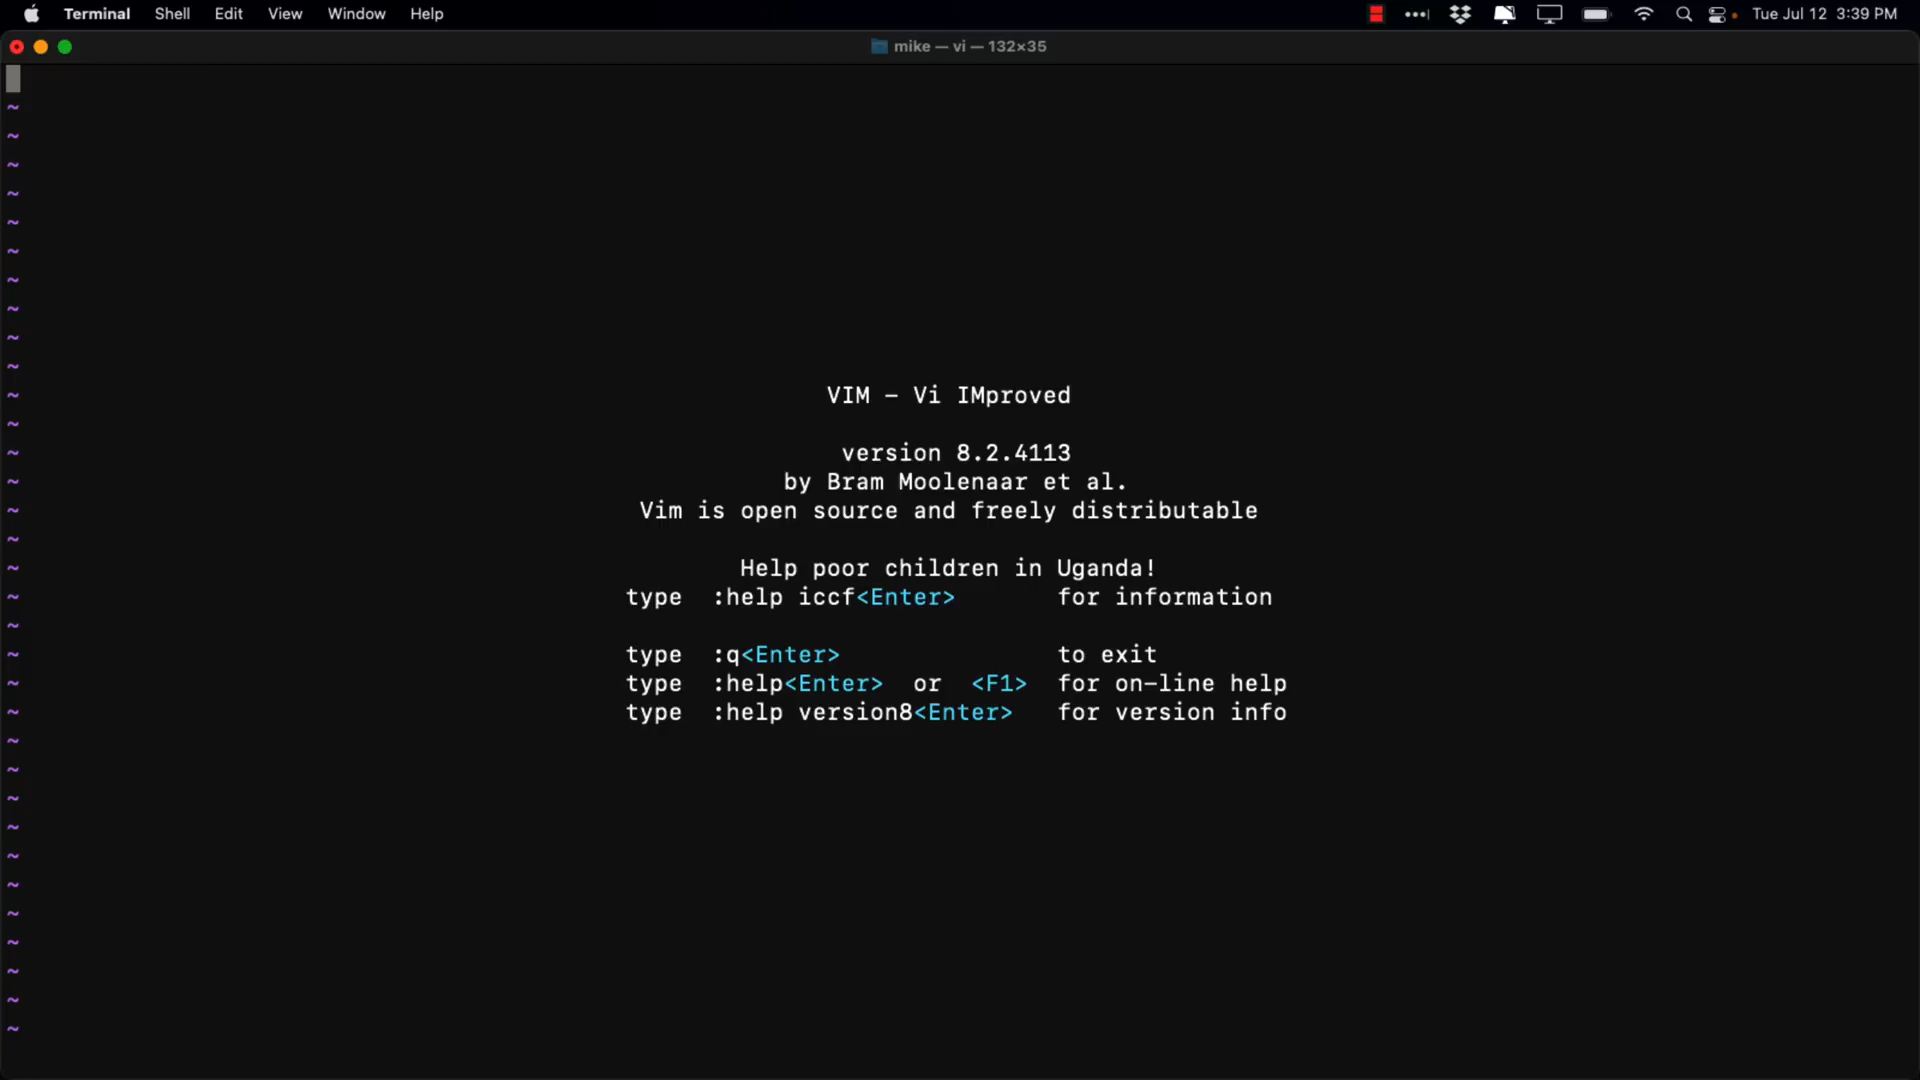 Terminal Shell Edit View Window Help Tue Jul 12 3:39 PM
mike — vi — 132×35
~
~
~
~
~
~
~
~
~
~
~ VIM - Vi IMproved
~
~ version 8.2.4113
~ by Bram Moolenaar et al.
~ Vim is open source and freely distributable
~
~ Help poor children in Uganda!
~ type :help iccf<Enter> for information
~
~ type :q<Enter> to exit
~ type :help<Enter> or <F1> for on-line help
~ type :help version8<Enter> for version info
~
~
~
~
~
~
~
~
~
~
~